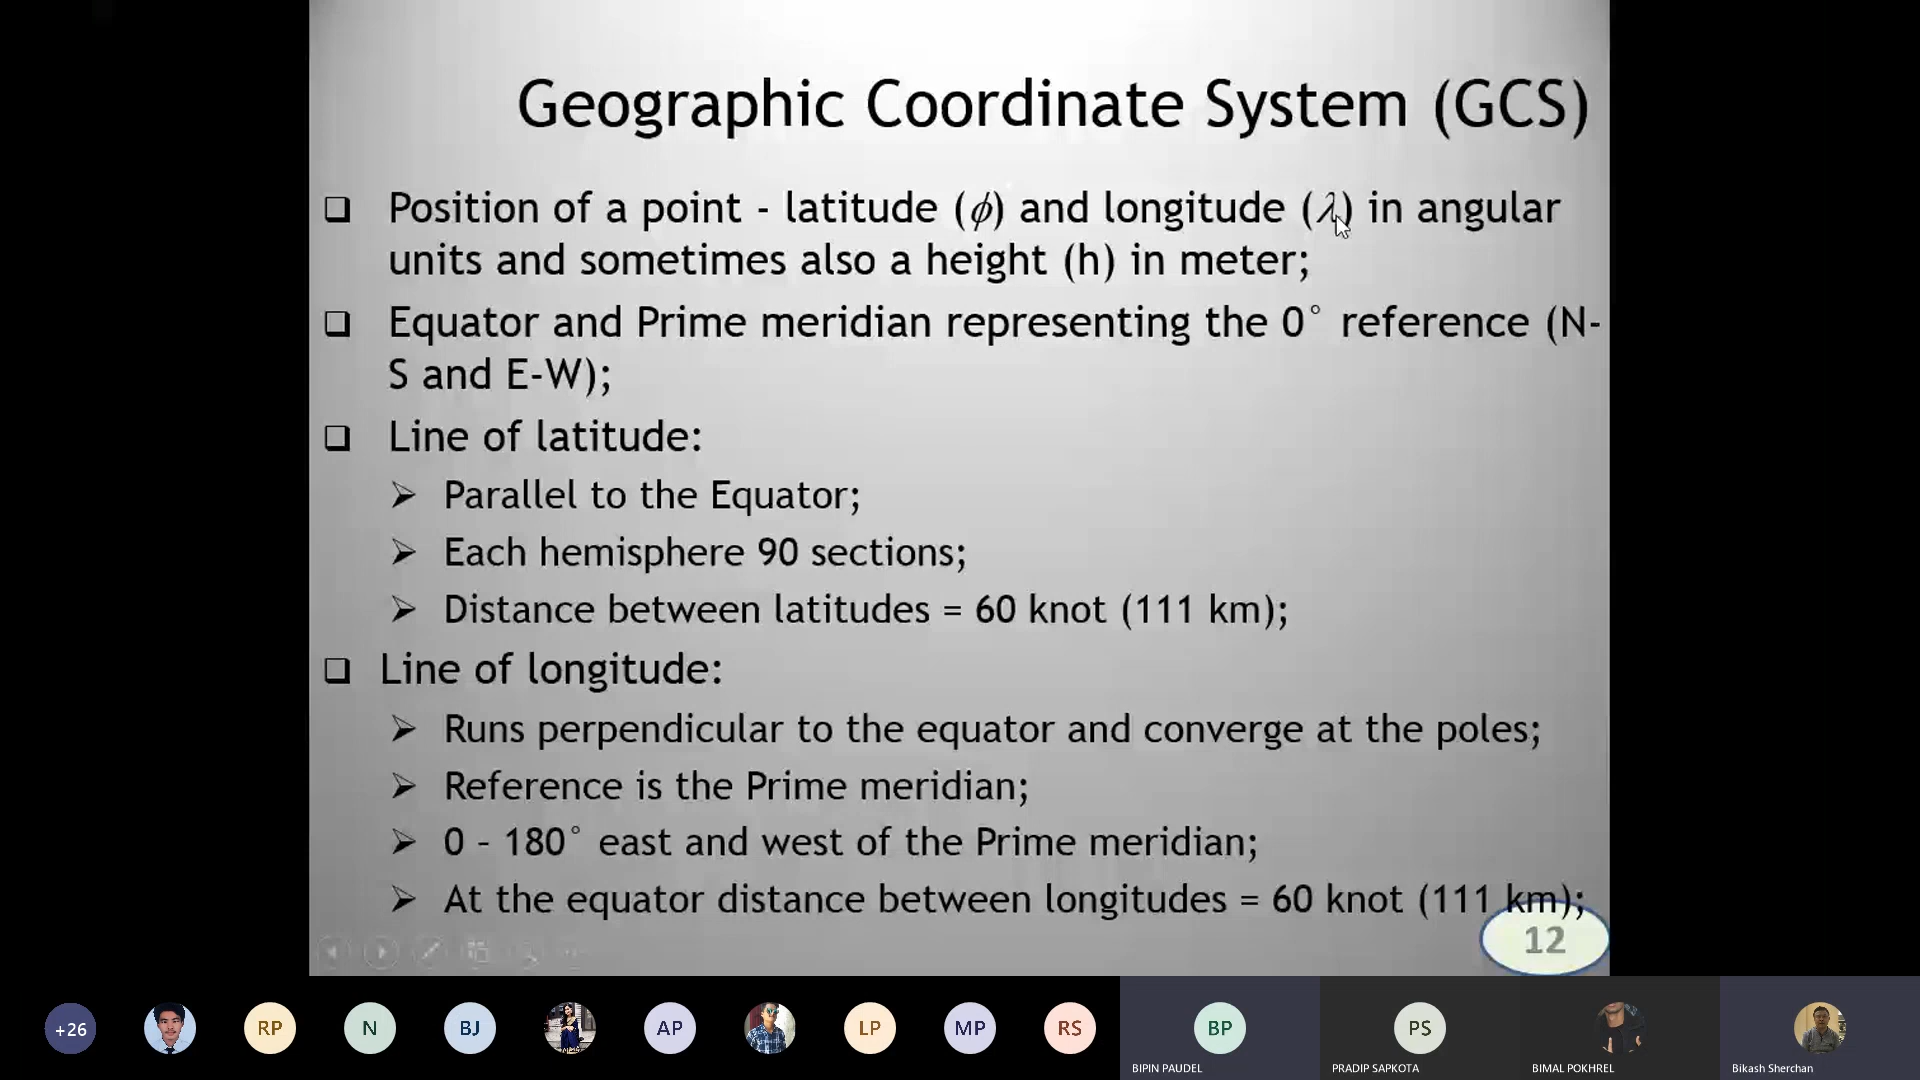 Geographic Coordinate System (GCS)
❑ Position of a point - latitude (ϕ) and longitude (λ) in angular
units and sometimes also a height (h) in meter;
❑ Equator and Prime meridian representing the 0° reference (N-
S and E-W);
❑ Line of latitude:
➢ Parallel to the Equator;
➢ Each hemisphere 90 sections;
➢ Distance between latitudes = 60 knot (111 km);
❑ Line of longitude:
➢ Runs perpendicular to the equator and converge at the poles;
➢ Reference is the Prime meridian;
➢ 0 - 180° east and west of the Prime meridian;
➢ At the equator distance between longitudes = 60 knot (111 km);
12
+26 RP N BJ AP LP MP RS BP PS
BIPIN PAUDEL PRADIP SAPKOTA BIMAL POKHREL Bikash Sherchan